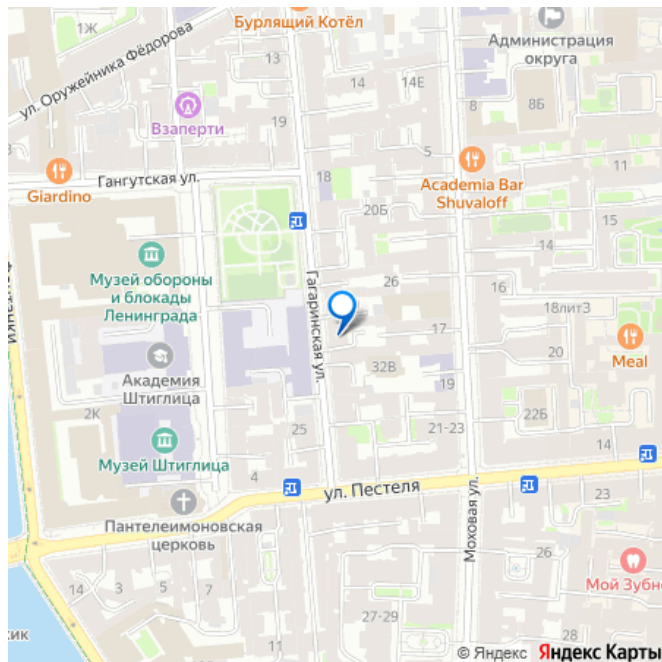 Бурлящий Котёл
1Ж
ул. Оружейника Фёдорова
13
14
14Е
Администрация
округа
8
8Б
Взаперти
19
5
11
Гангутская ул.
Giardino
18
Academia Bar
Shuvaloff
20Б
15
14
Музей обороны
и блокады
Ленинграда
Гагаринская ул.
26
16
18лит3
17
20
Meal
Академия
Штиглица
32В
19
2К
22Б
25
21-23
14
Музей Штиглица
4
ул. Пестеля
23
Пантелеимоновская
церковь
Моховая ул.
26
14
3
5
7
Мой Зубно
27-29
11
28
сик
© Яндекс Яндекс Карты